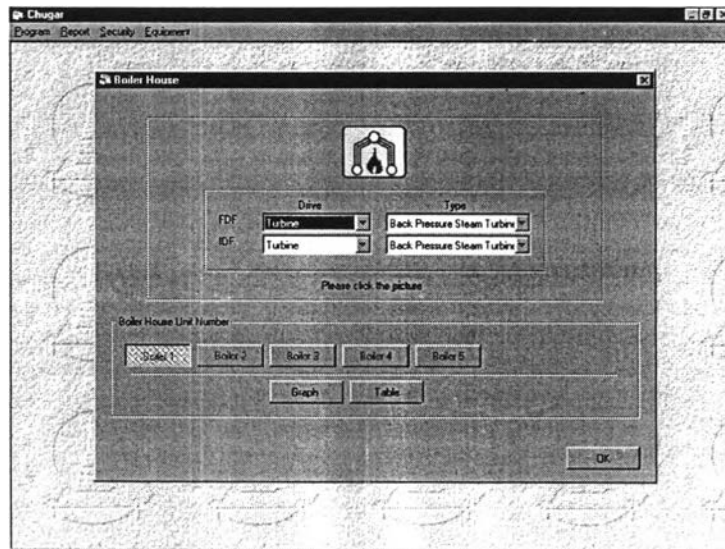 Chugar
Program Report Security Equipment
Boiler House
Drive Type
FDF Turbine Back Pressure Steam Turbine
IDF Turbine Back Pressure Steam Turbine
Please click the picture
Boiler House Unit Number
Boiler 1 Boiler 2 Boiler 3 Boiler 4 Boiler 5
Graph Table
OK